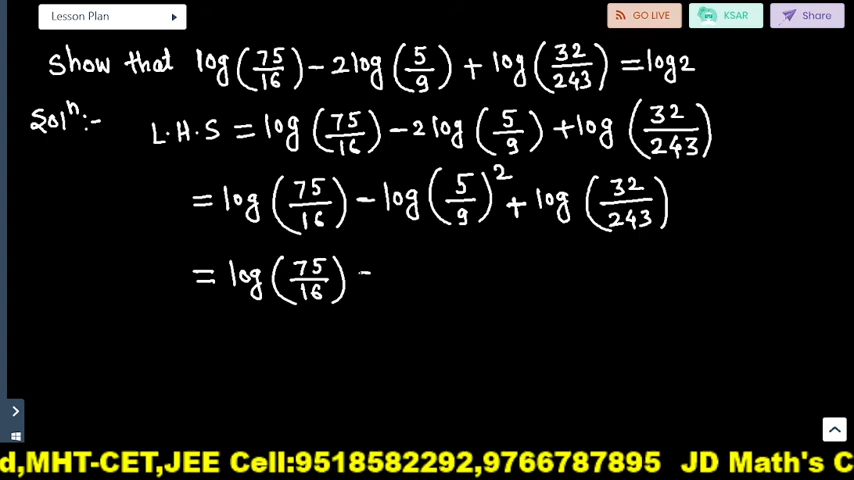 Lesson Plan
GO LIVE
KSAR
Share
Show that log(75/16) - 2log(5/9) + log(32/243) = log2
Solⁿ:-
L.H.S = log(75/16) - 2log(5/9) + log(32/243)
= log(75/16) - log(5/9)² + log(32/243)
= log(75/16) -
d,MHT-CET,JEE Cell:9518582292,9766787895 JD Math's C